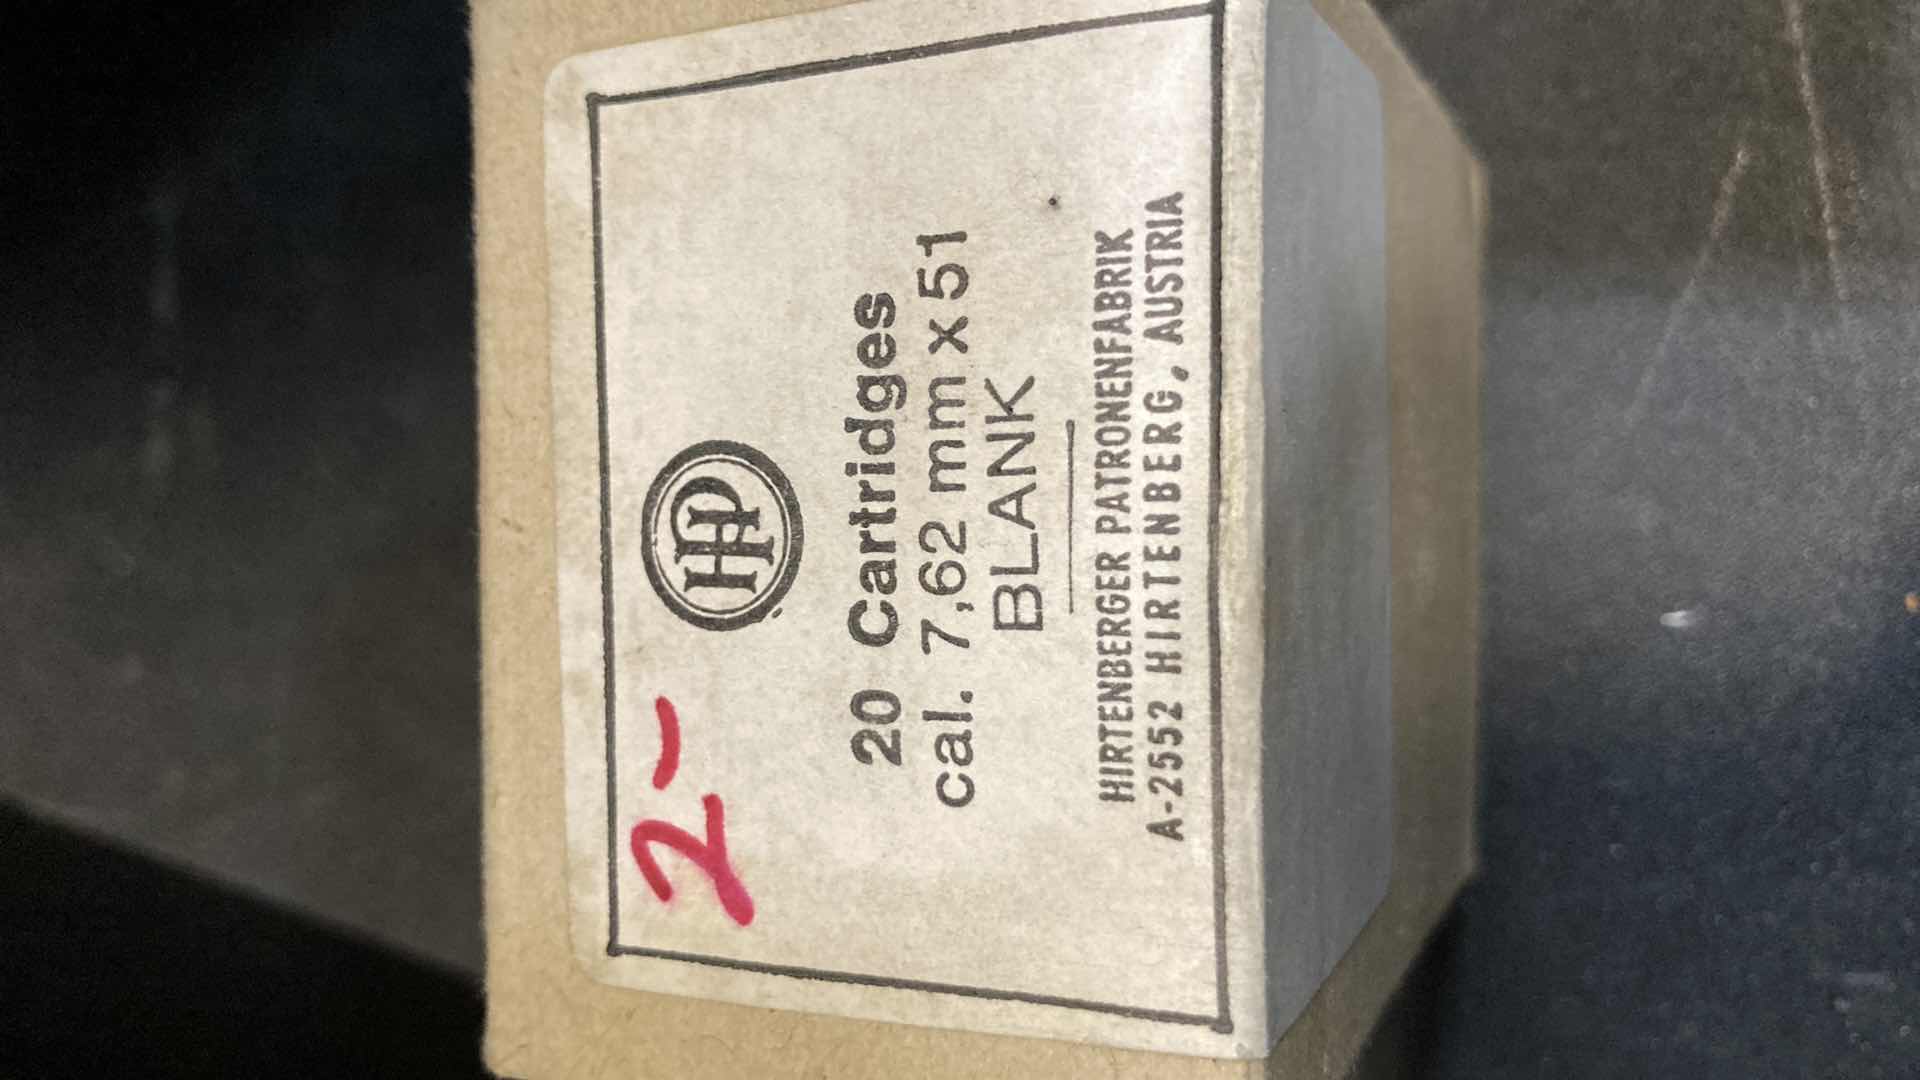 2-
HP
20 Cartridges
cal. 7,62 mm x 51
BLANK
HIRTENBERGER PATRONENFABRIK
A-2552 HIRTENBERG, AUSTRIA